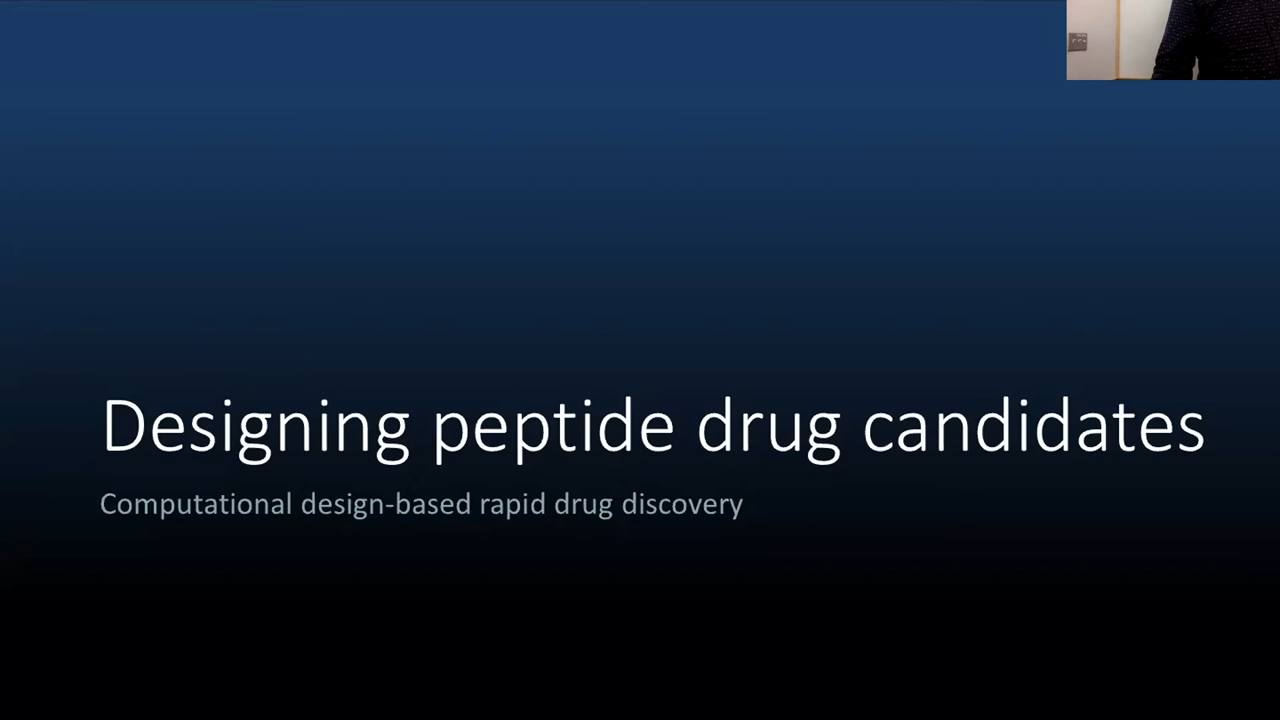 Designing peptide drug candidates
Computational design-based rapid drug discovery